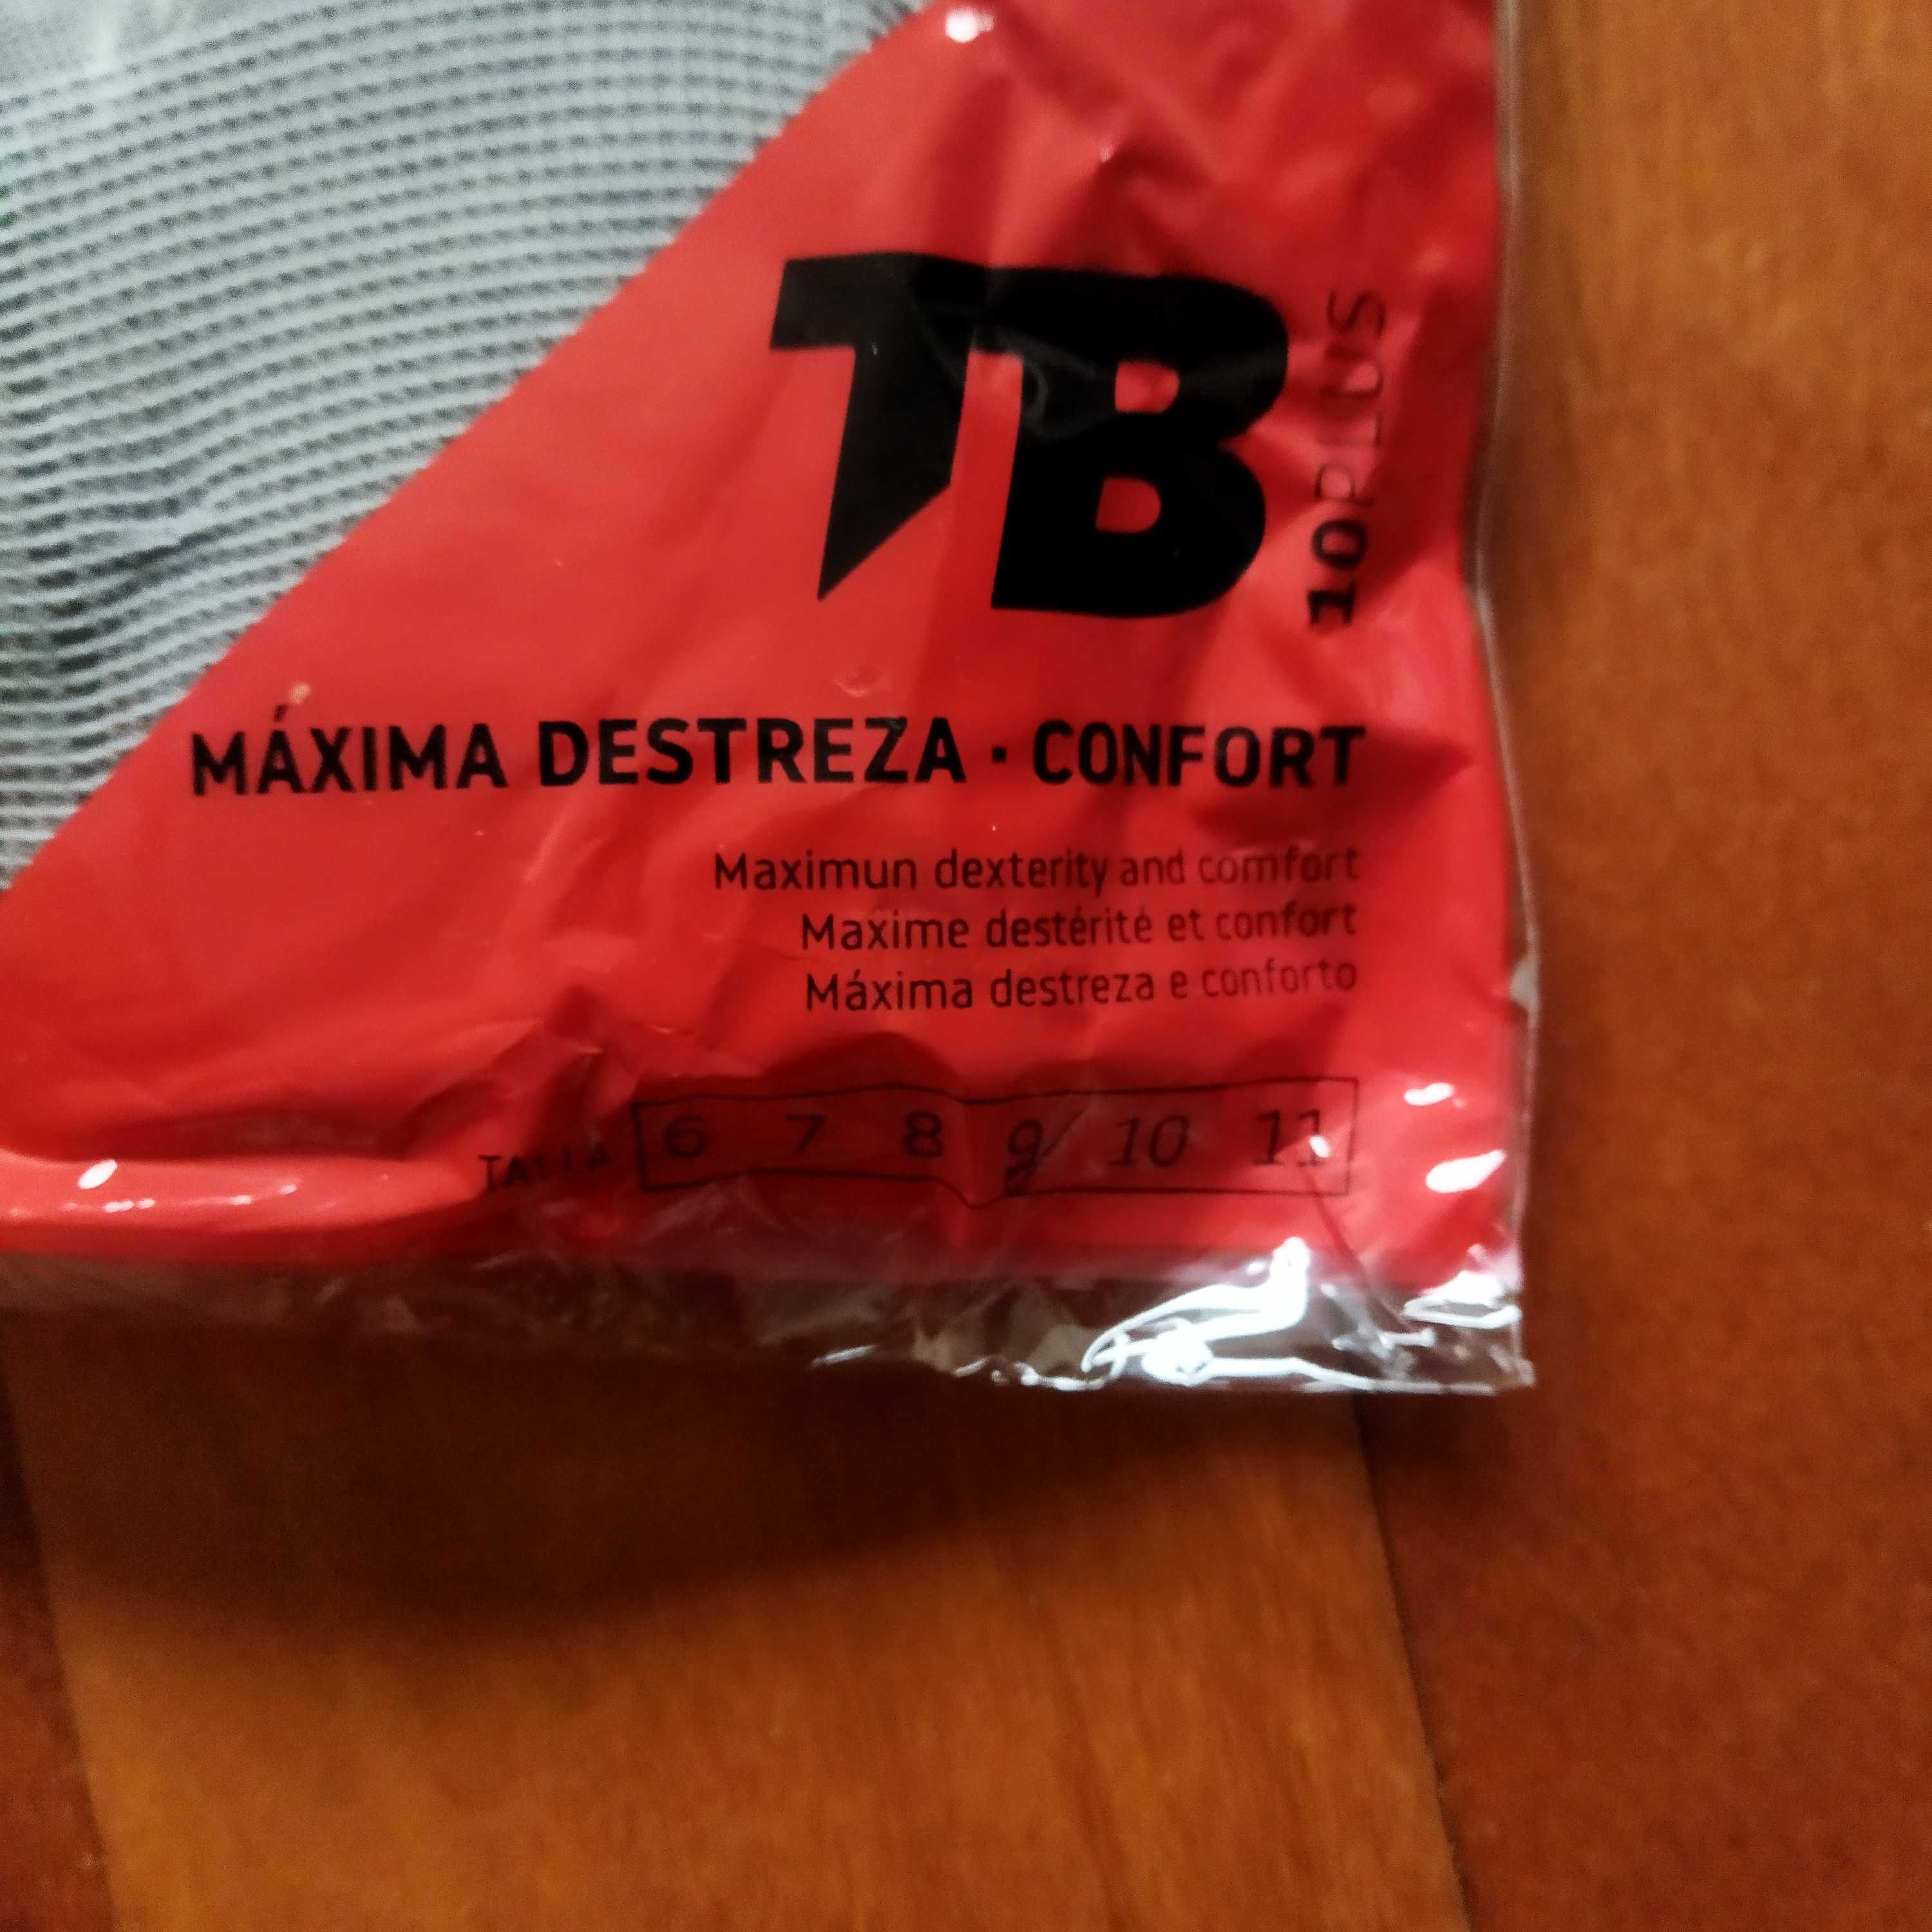 TB
10PLUS
MÁXIMA DESTREZA · CONFORT
Maximun dexterity and comfort
Maxime destérité et confort
Máxima destreza e conforto
TALLA 6 7 8 9 10 11